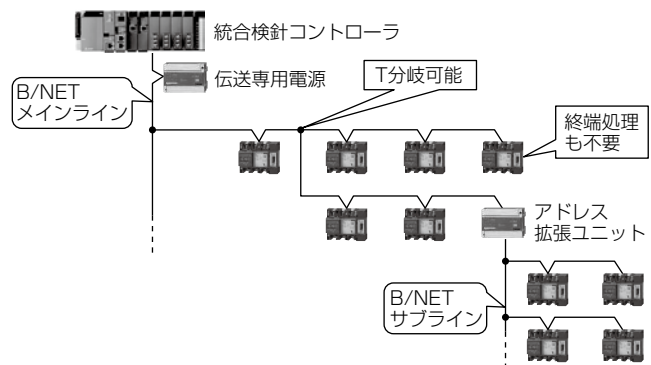 統合検針コントローラ
伝送専用電源
T分岐可能
B/NET
メインライン
終端処理
も不要
アドレス
拡張ユニット
B/NET
サブライン